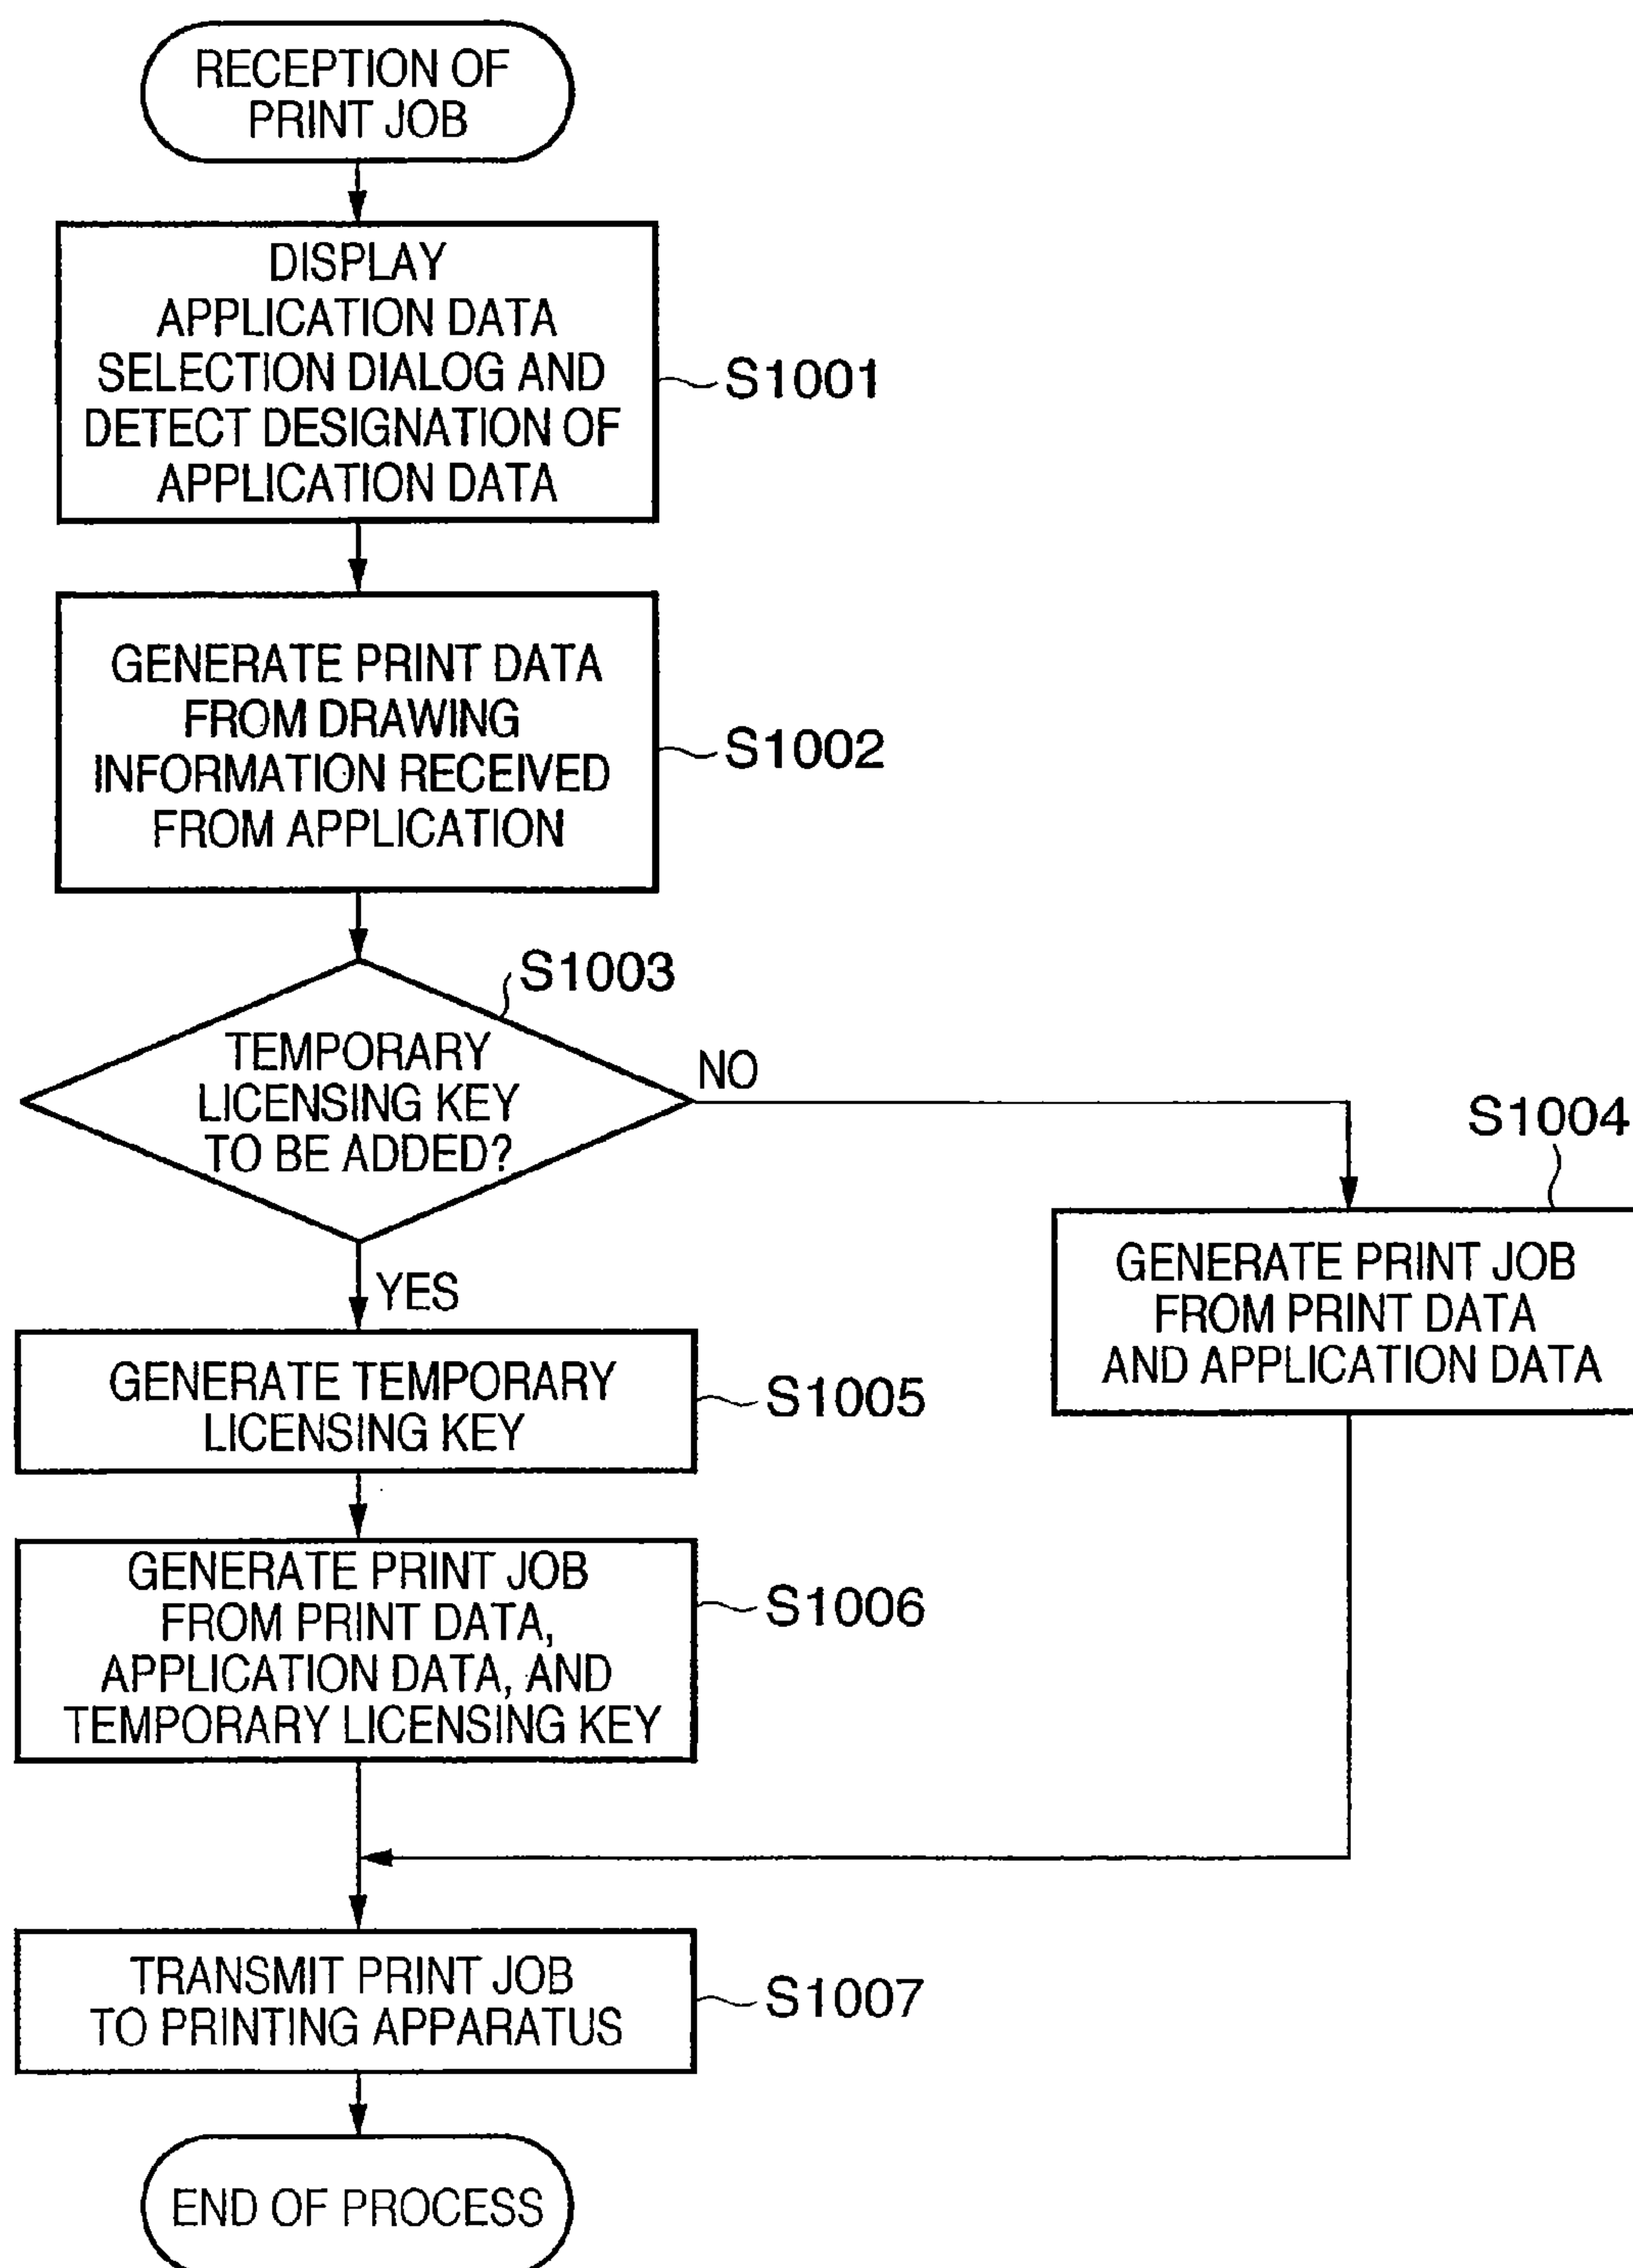 RECEPTION OF
PRINT JOB
DISPLAY
APPLICATION DATA
SELECTION DIALOG AND
DETECT DESIGNATION OF
APPLICATION DATA
S1001
GENERATE PRINT DATA
FROM DRAWING
INFORMATION RECEIVED
FROM APPLICATION
S1002
S1003
TEMPORARY
LICENSING KEY
TO BE ADDED?
NO
YES
S1004
GENERATE PRINT JOB
FROM PRINT DATA
AND APPLICATION DATA
GENERATE TEMPORARY
LICENSING KEY
S1005
GENERATE PRINT JOB
FROM PRINT DATA,
APPLICATION DATA, AND
TEMPORARY LICENSING KEY
S1006
TRANSMIT PRINT JOB
TO PRINTING APPARATUS
S1007
END OF PROCESS